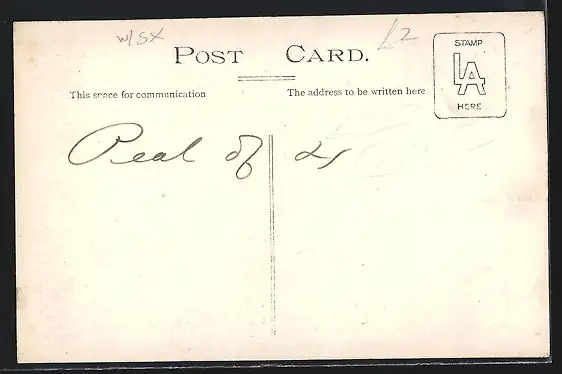 W/SX £2
POST CARD.
STAMP
LA
HERE
This space for communication The address to be written here
Peal of